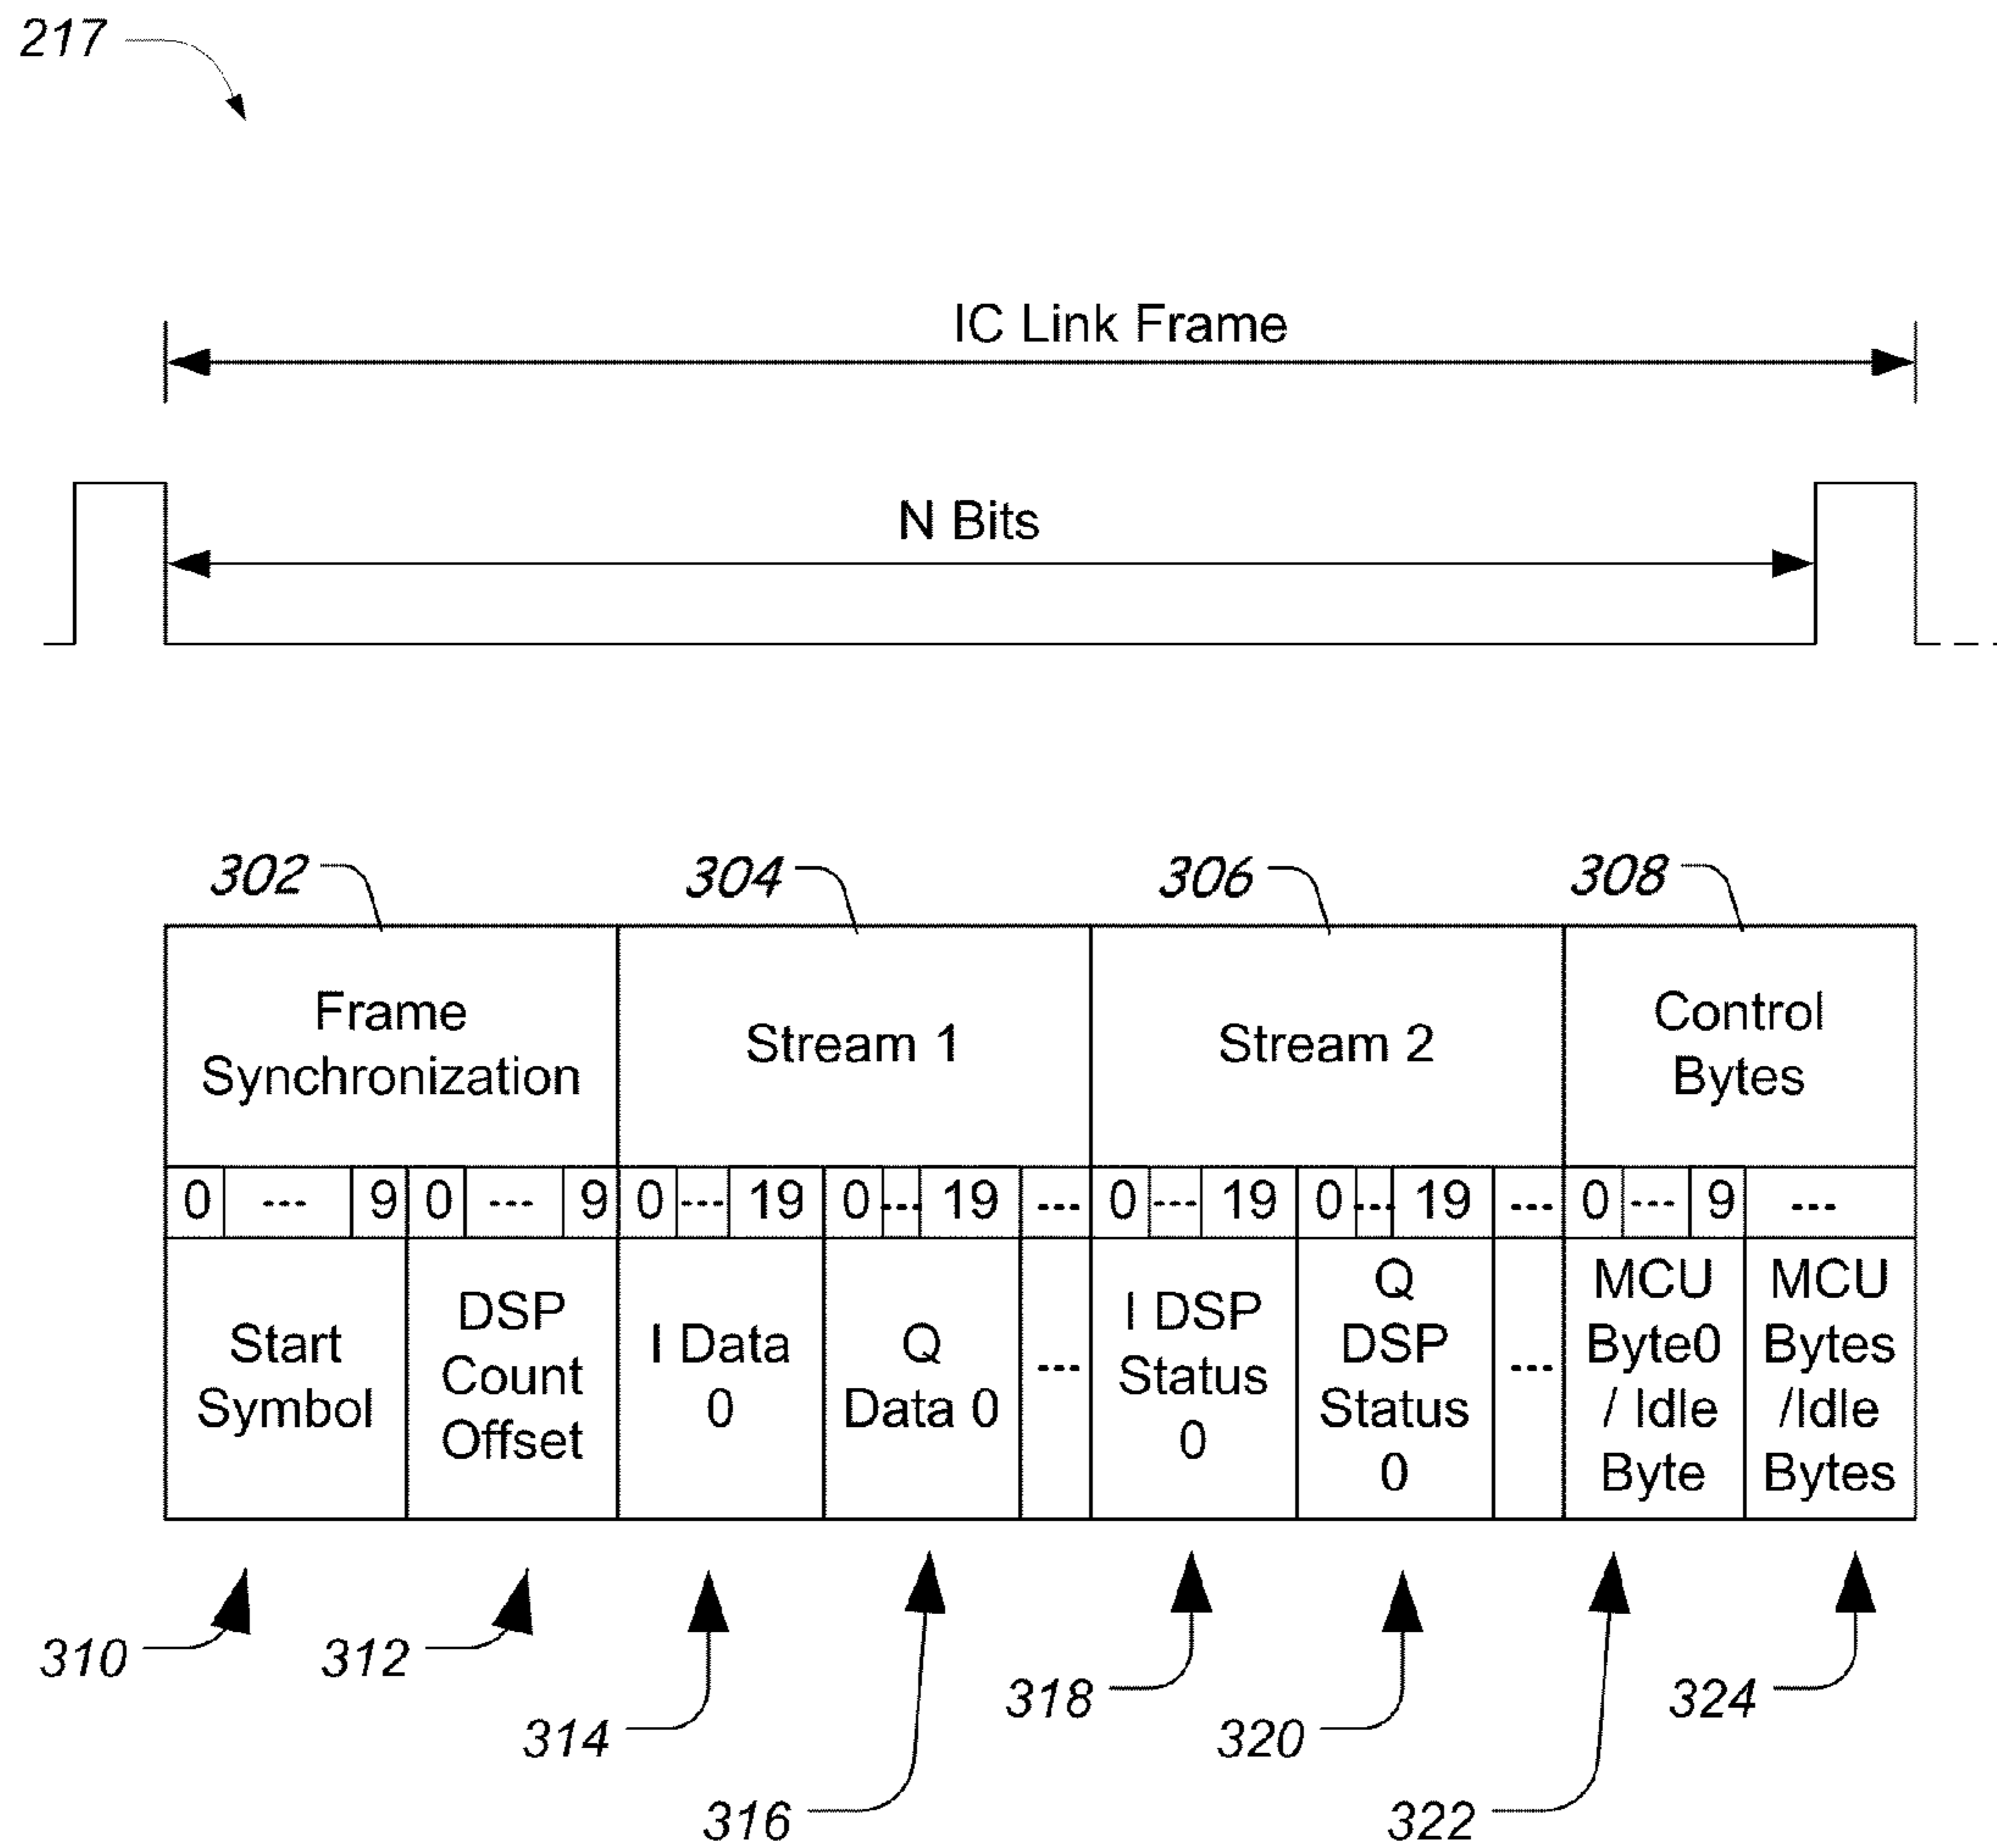 217
IC Link Frame
N Bits
302
304
306
308
Frame
Synchronization
Stream 1
Stream 2
Control
Bytes
0 --- 9 0 --- 9 0 --- 19 0 --- 19 --- 0 --- 19 0 --- 19 --- 0 --- 9 ---
Start
Symbol
DSP
Count
Offset
I Data
0
Q
Data 0
---
I DSP
Status
0
Q
DSP
Status
0
---
MCU
Byte0
/ Idle
Byte
MCU
Bytes
/Idle
Bytes
310
312
314
316
318
320
322
324